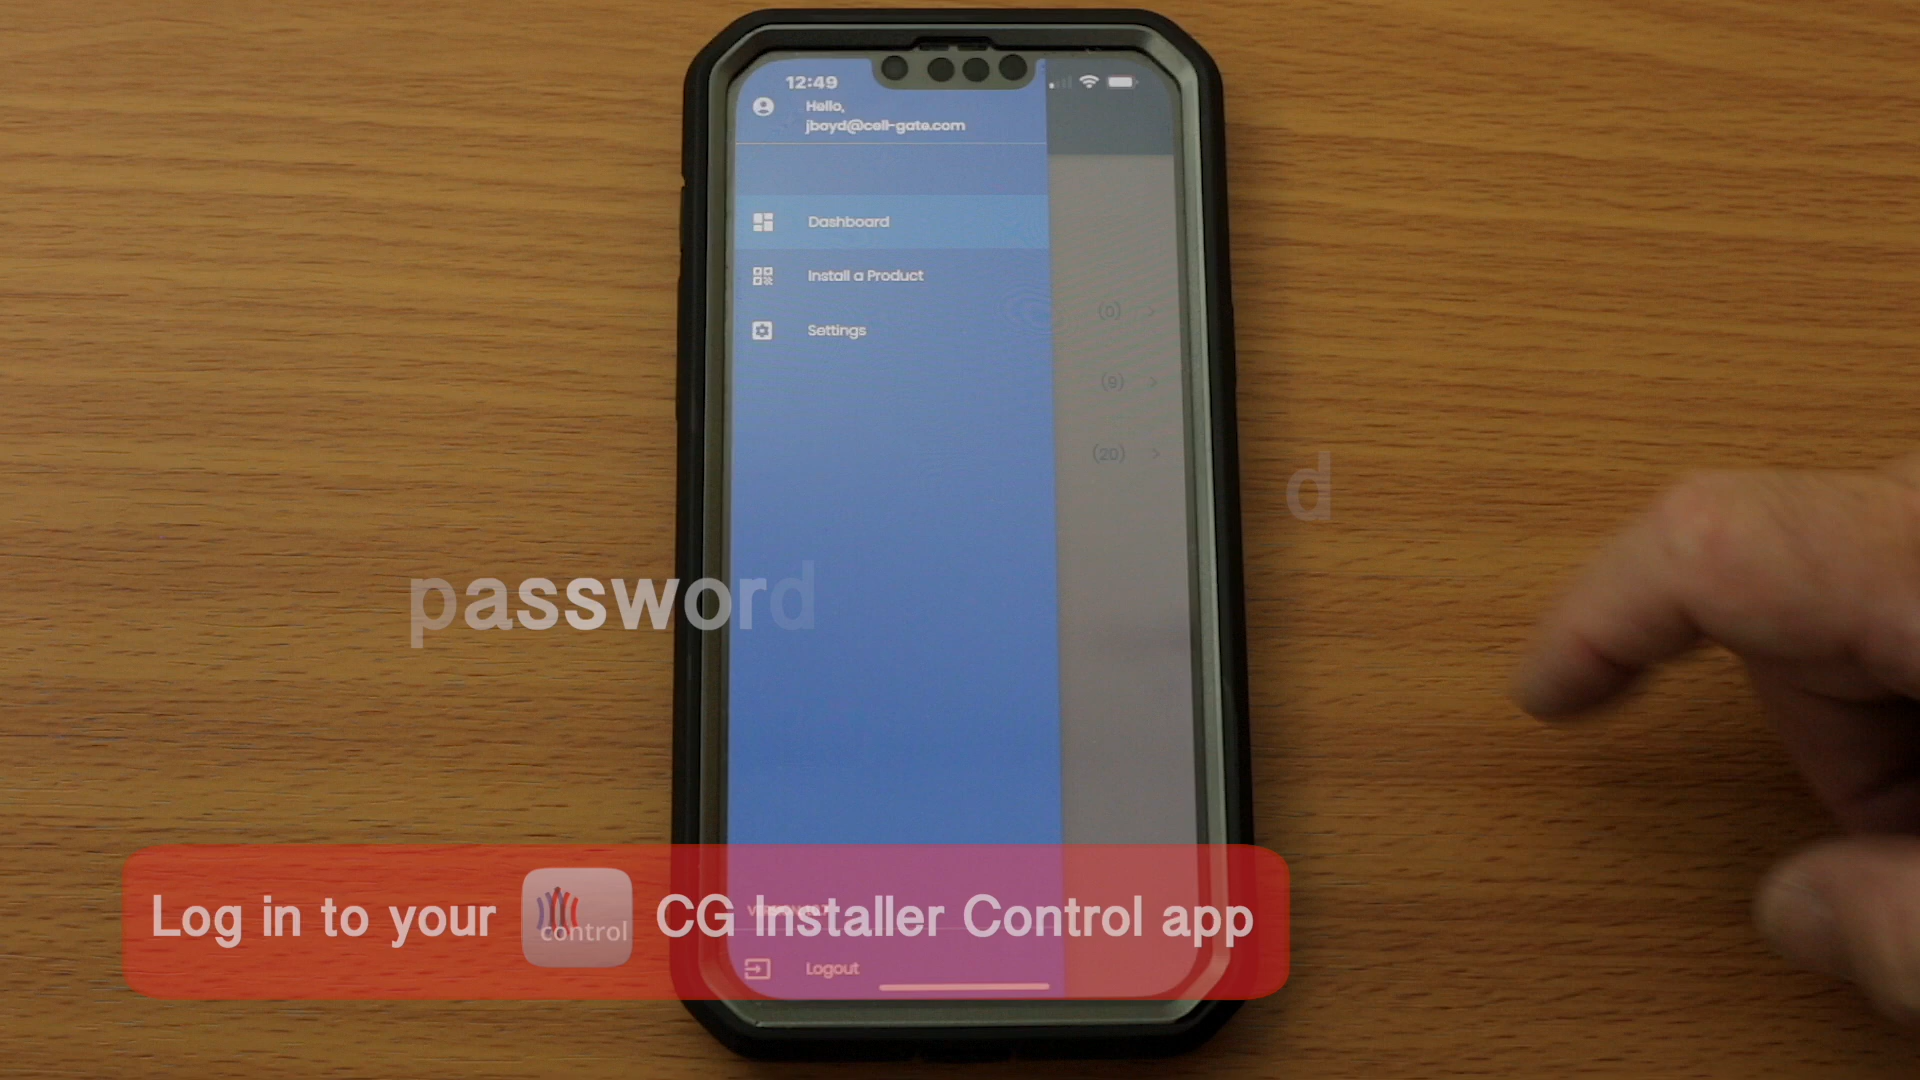 12:49
Hello,
jboyd@cell-gate.com
Dashboard
Install a Product
(0) >
Settings
(9) >
(20) >
d
password
Log in to your control CG Installer Control app
Logout